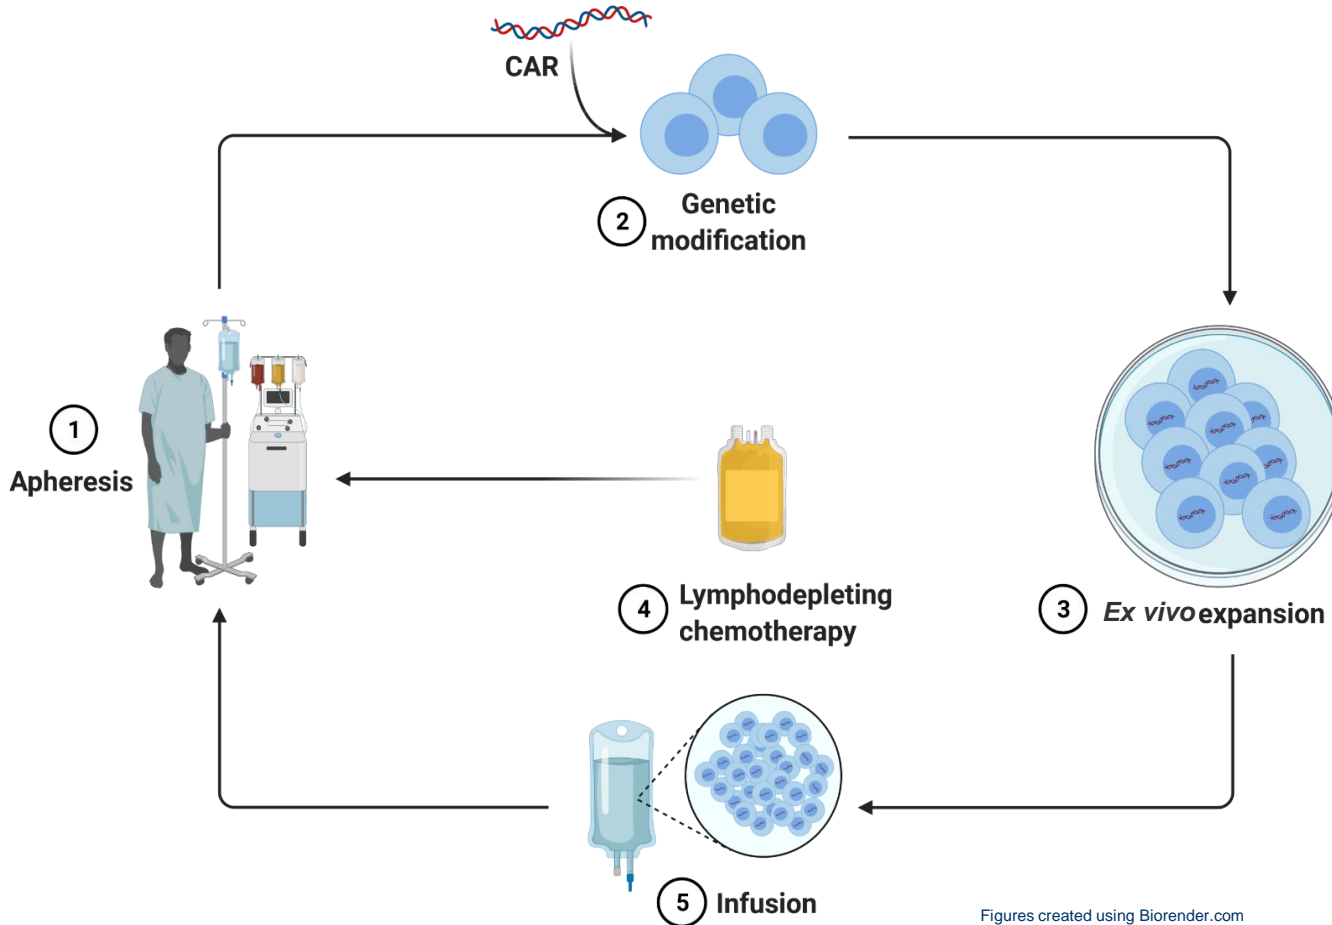 CAR
2
Genetic
modification
1
Apheresis
4
Lymphodepleting
chemotherapy
3
Ex vivo expansion
5
Infusion
Figures created using Biorender.com